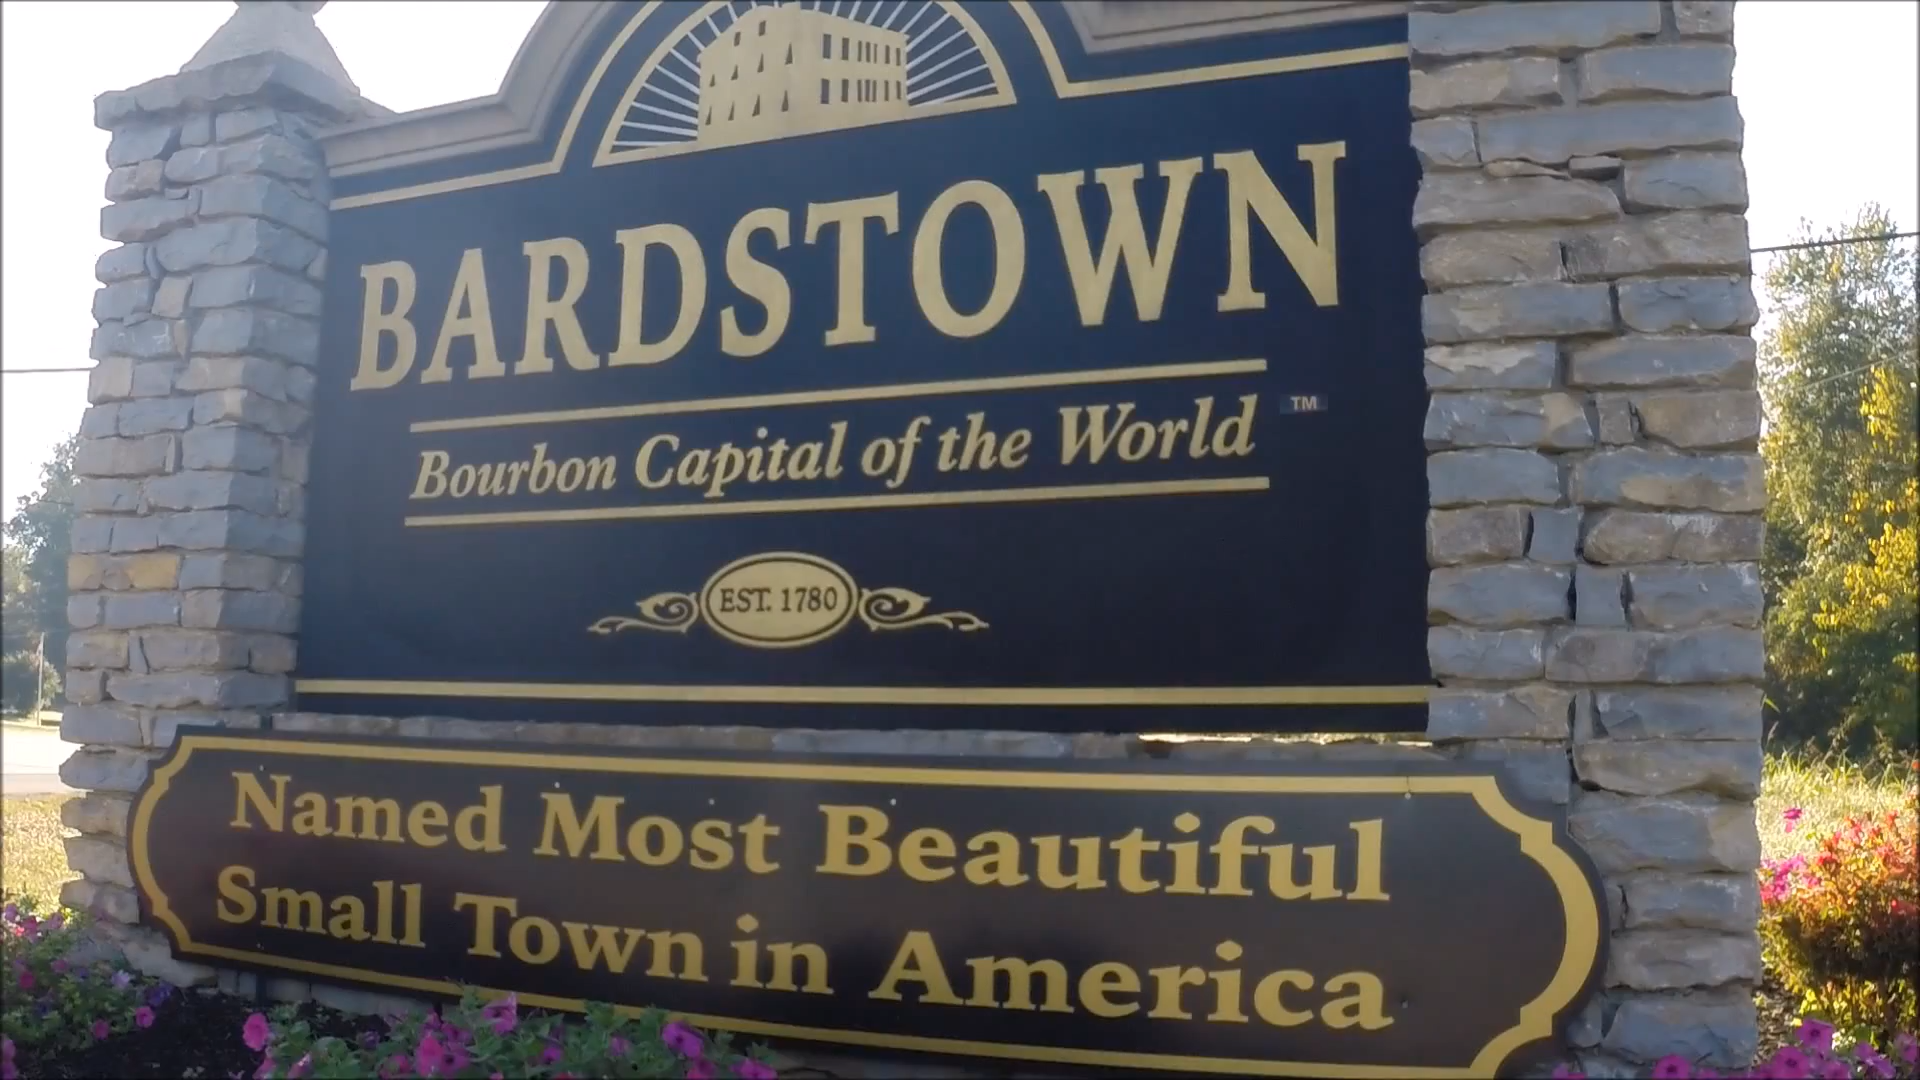 BARDSTOWN
Bourbon Capital of the World ™
EST. 1780
Named Most Beautiful
Small Town in America